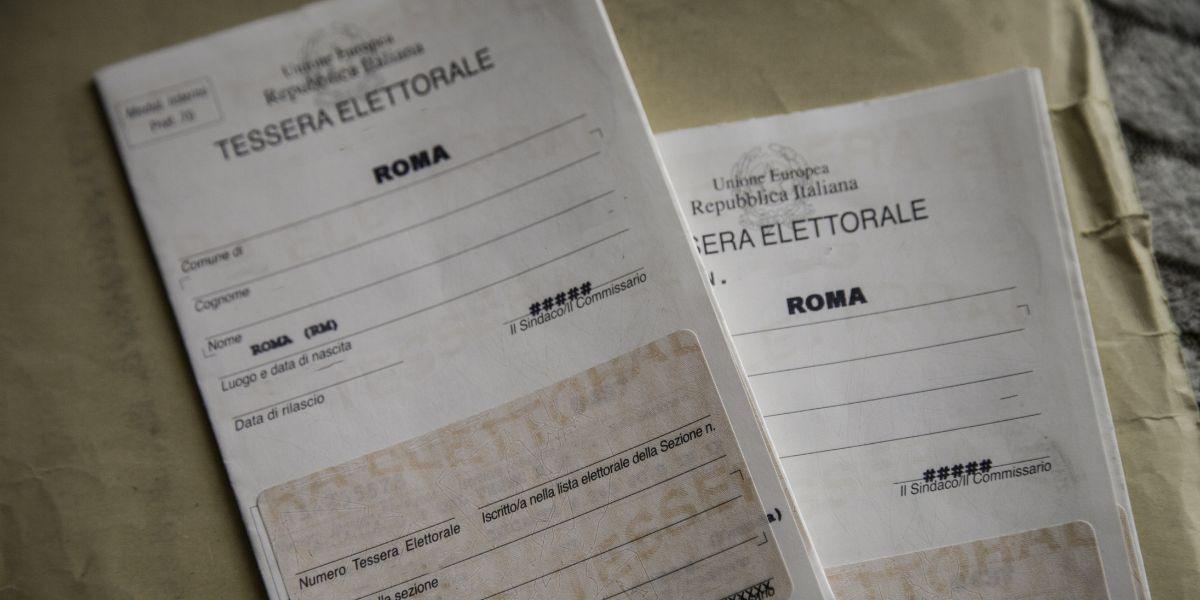 Unione Europea
Repubblica Italiana
TESSERA ELETTORALE
ROMA
Comune di
Cognome
Nome
ROMA (RM)
Luogo e data di nascita
Data di rilascio
#####
Il Sindaco/Il Commissario
Numero Tessera Elettorale
Iscritto/a nella lista elettorale della Sezione n.
sezione
Unione Europea
Repubblica Italiana
SERA ELETTORALE
N.
ROMA
#####
Il Sindaco/Il Commissario